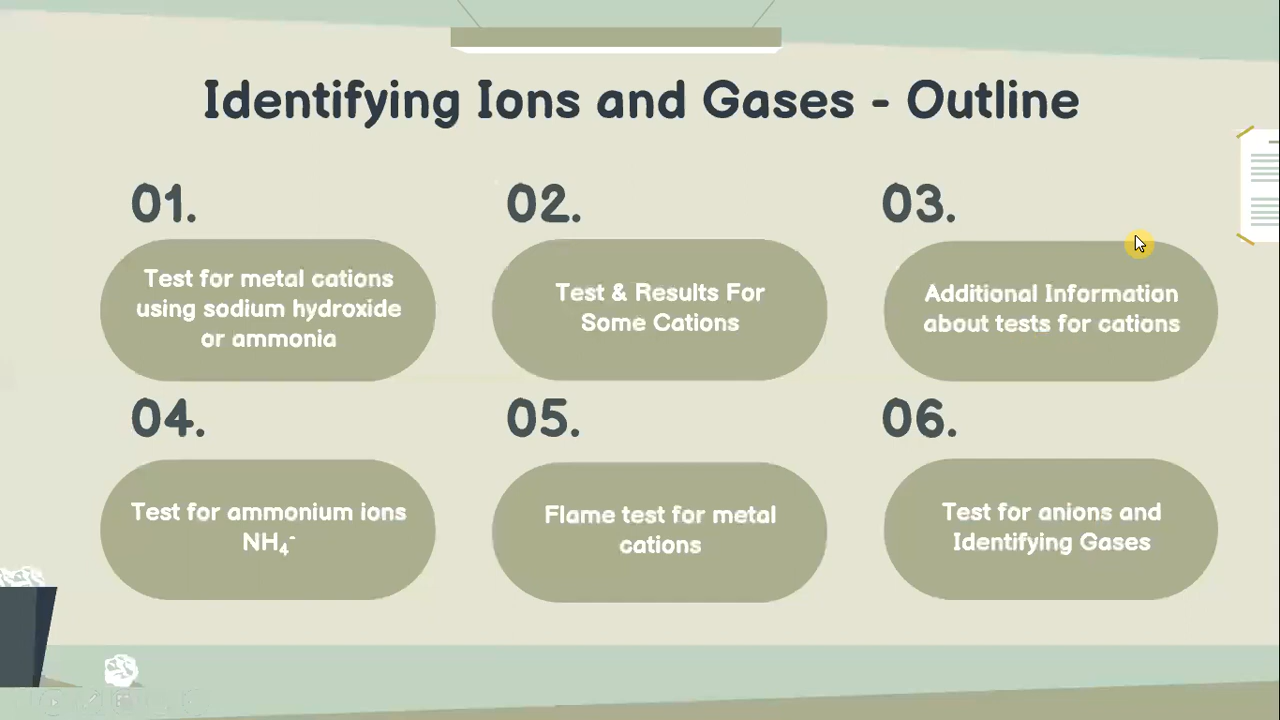 Identifying Ions and Gases - Outline
01.
Test for metal cations
using sodium hydroxide
or ammonia
02.
Test & Results For
Some Cations
03.
Additional Information
about tests for cations
04.
Test for ammonium ions
NH₄⁻
05.
Flame test for metal
cations
06.
Test for anions and
Identifying Gases